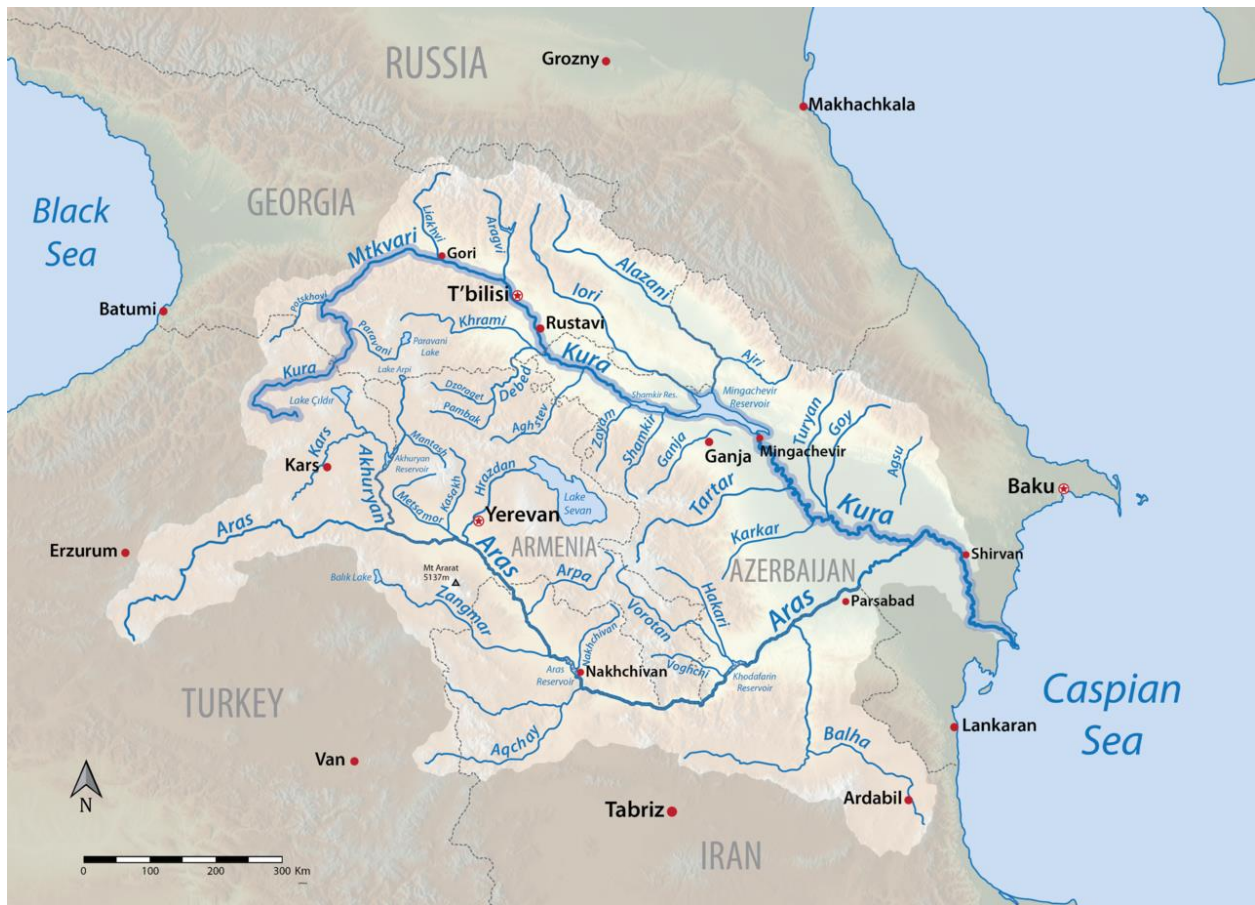 RUSSIA
Grozny
Makhachkala
GEORGIA
Black
Sea
Liakhvi
Aragvi
Mtkvari
Gori
Alazani
T'bilisi
Iori
Batumi
Potskhovi
Rustavi
Khrami
Paravani
Paravani
Lake
Kura
Kura
Ajri
Lake Arpi
Dzoraget
Debed
Pambak
Aghstev
Lake Çıldır
Shamkir Res.
Mingachevir
Reservoir
Zayam
Shamkir
Ganja
Ganja
Mingachevir
Turyan
Goy
Agsu
Kars
Kars
Akhuryan
Akhuryan
Reservoir
Mantash
Kasakh
Metsamor
Hrazdan
Lake
Sevan
Tartar
Baku
Yerevan
Aras
Kura
Karkar
Erzurum
ARMENIA
Aras
Shirvan
Mt Ararat
5137m
Arpa
AZERBAIJAN
Balık Lake
Zangmar
Vorotan
Hakari
Aras
Parsabad
Nakhchivan
Voghchi
Aras
Reservoir
Nakhchivan
Khodafarin
Reservoir
TURKEY
Caspian
Sea
Lankaran
Aqchay
Balha
Van
N
Ardabil
Tabriz
IRAN
0 100 200 300 Km